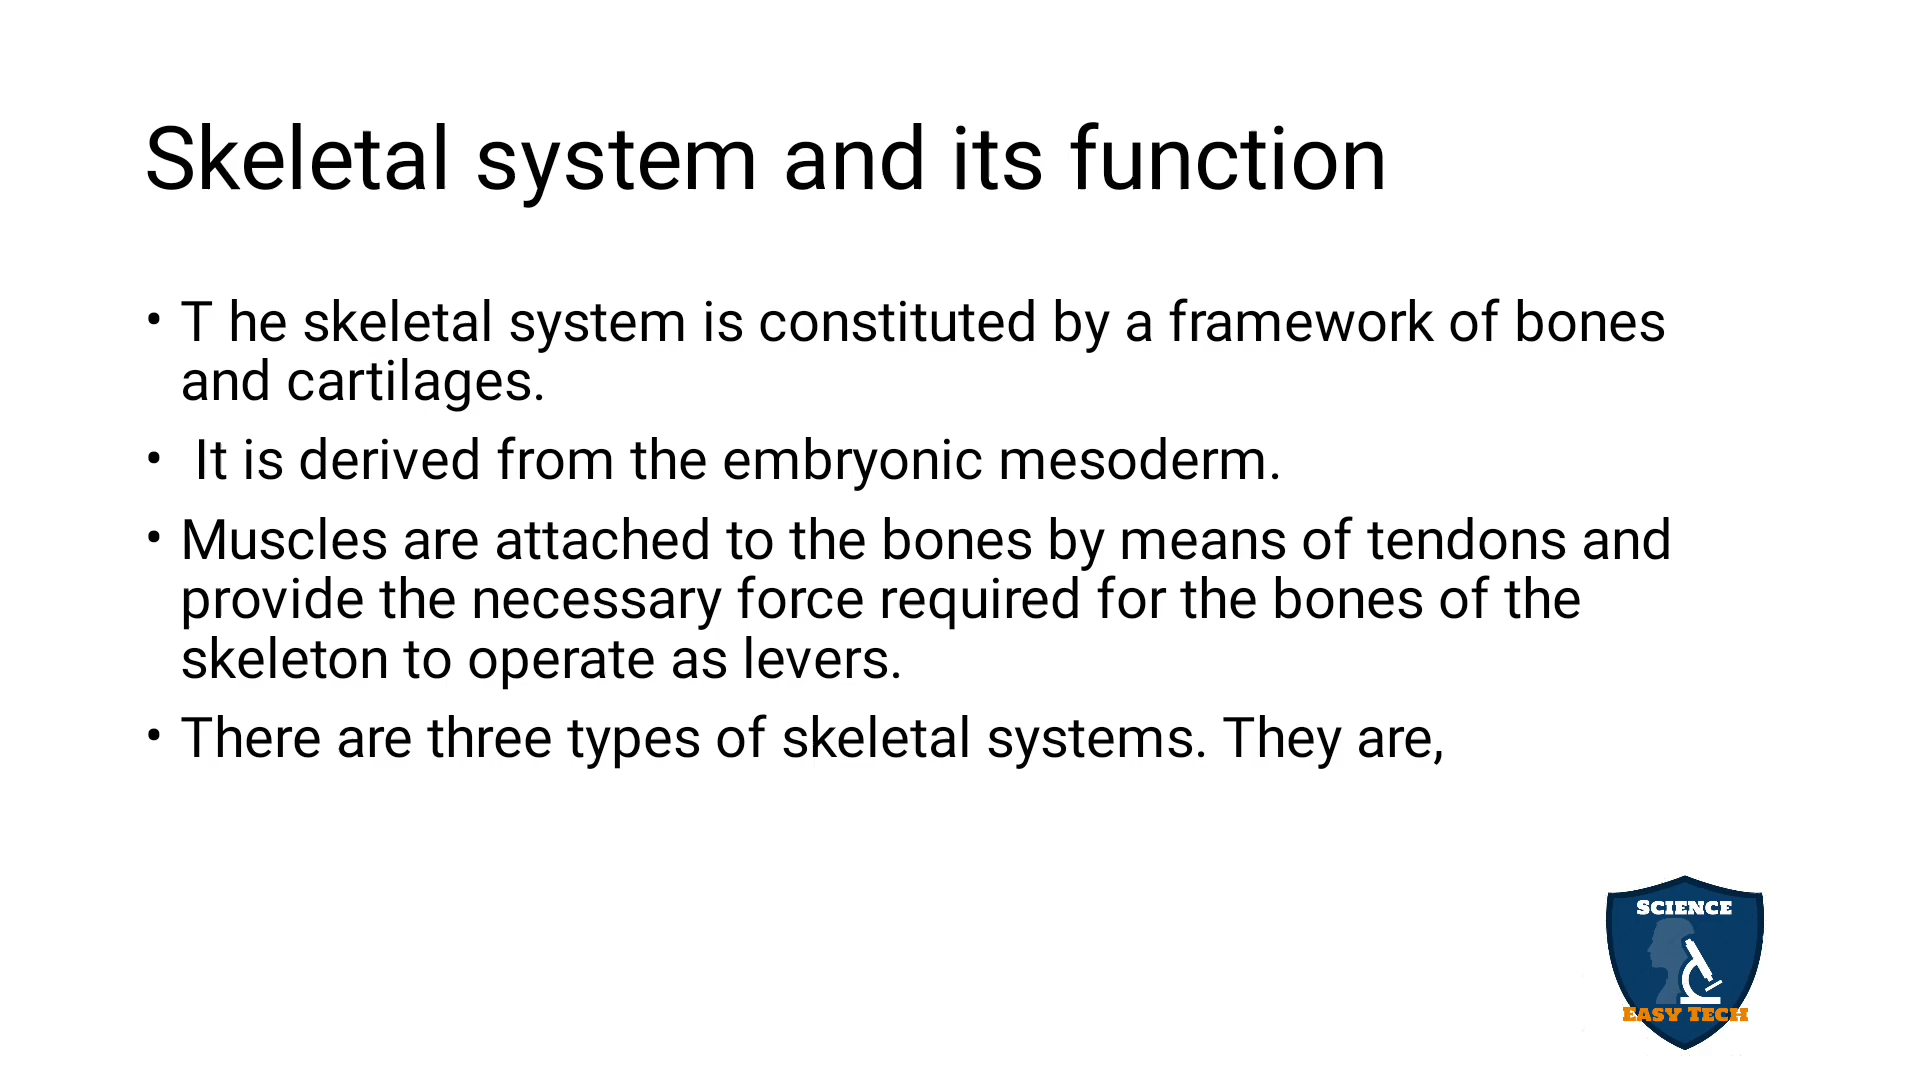 Skeletal system and its function
• T he skeletal system is constituted by a framework of bones
and cartilages.
• It is derived from the embryonic mesoderm.
• Muscles are attached to the bones by means of tendons and
provide the necessary force required for the bones of the
skeleton to operate as levers.
• There are three types of skeletal systems. They are,
SCIENCE
EASY TECH